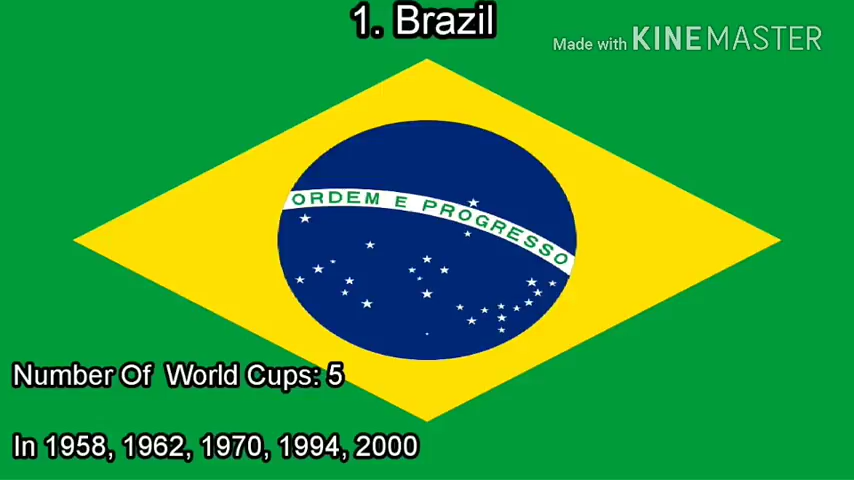 1. Brazil
Made with KINEMASTER
ORDEM E PROGRESSO
Number Of  World Cups: 5
In 1958, 1962, 1970, 1994, 2000